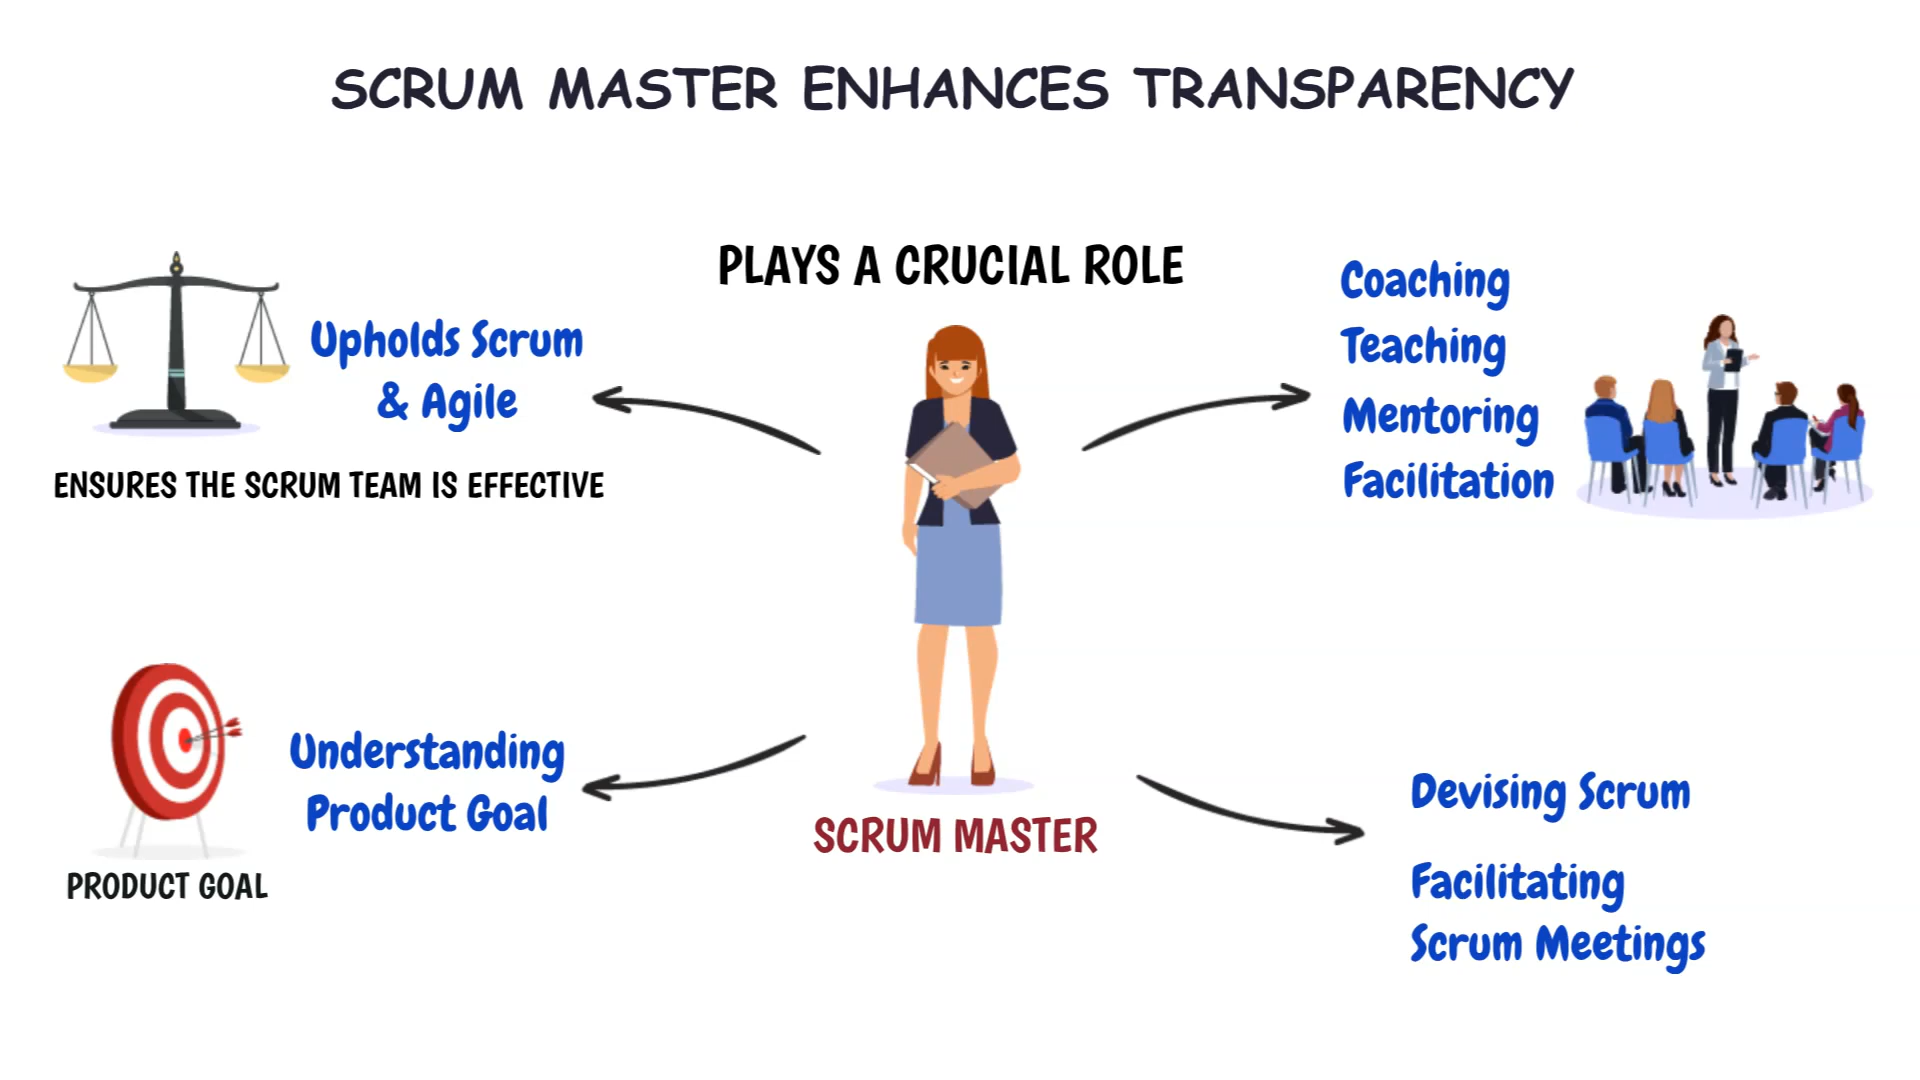 SCRUM MASTER ENHANCES TRANSPARENCY
PLAYS A CRUCIAL ROLE
Upholds Scrum
& Agile
ENSURES THE SCRUM TEAM IS EFFECTIVE
Coaching
Teaching
Mentoring
Facilitation
Understanding
Product Goal
PRODUCT GOAL
SCRUM MASTER
Devising Scrum
Facilitating
Scrum Meetings